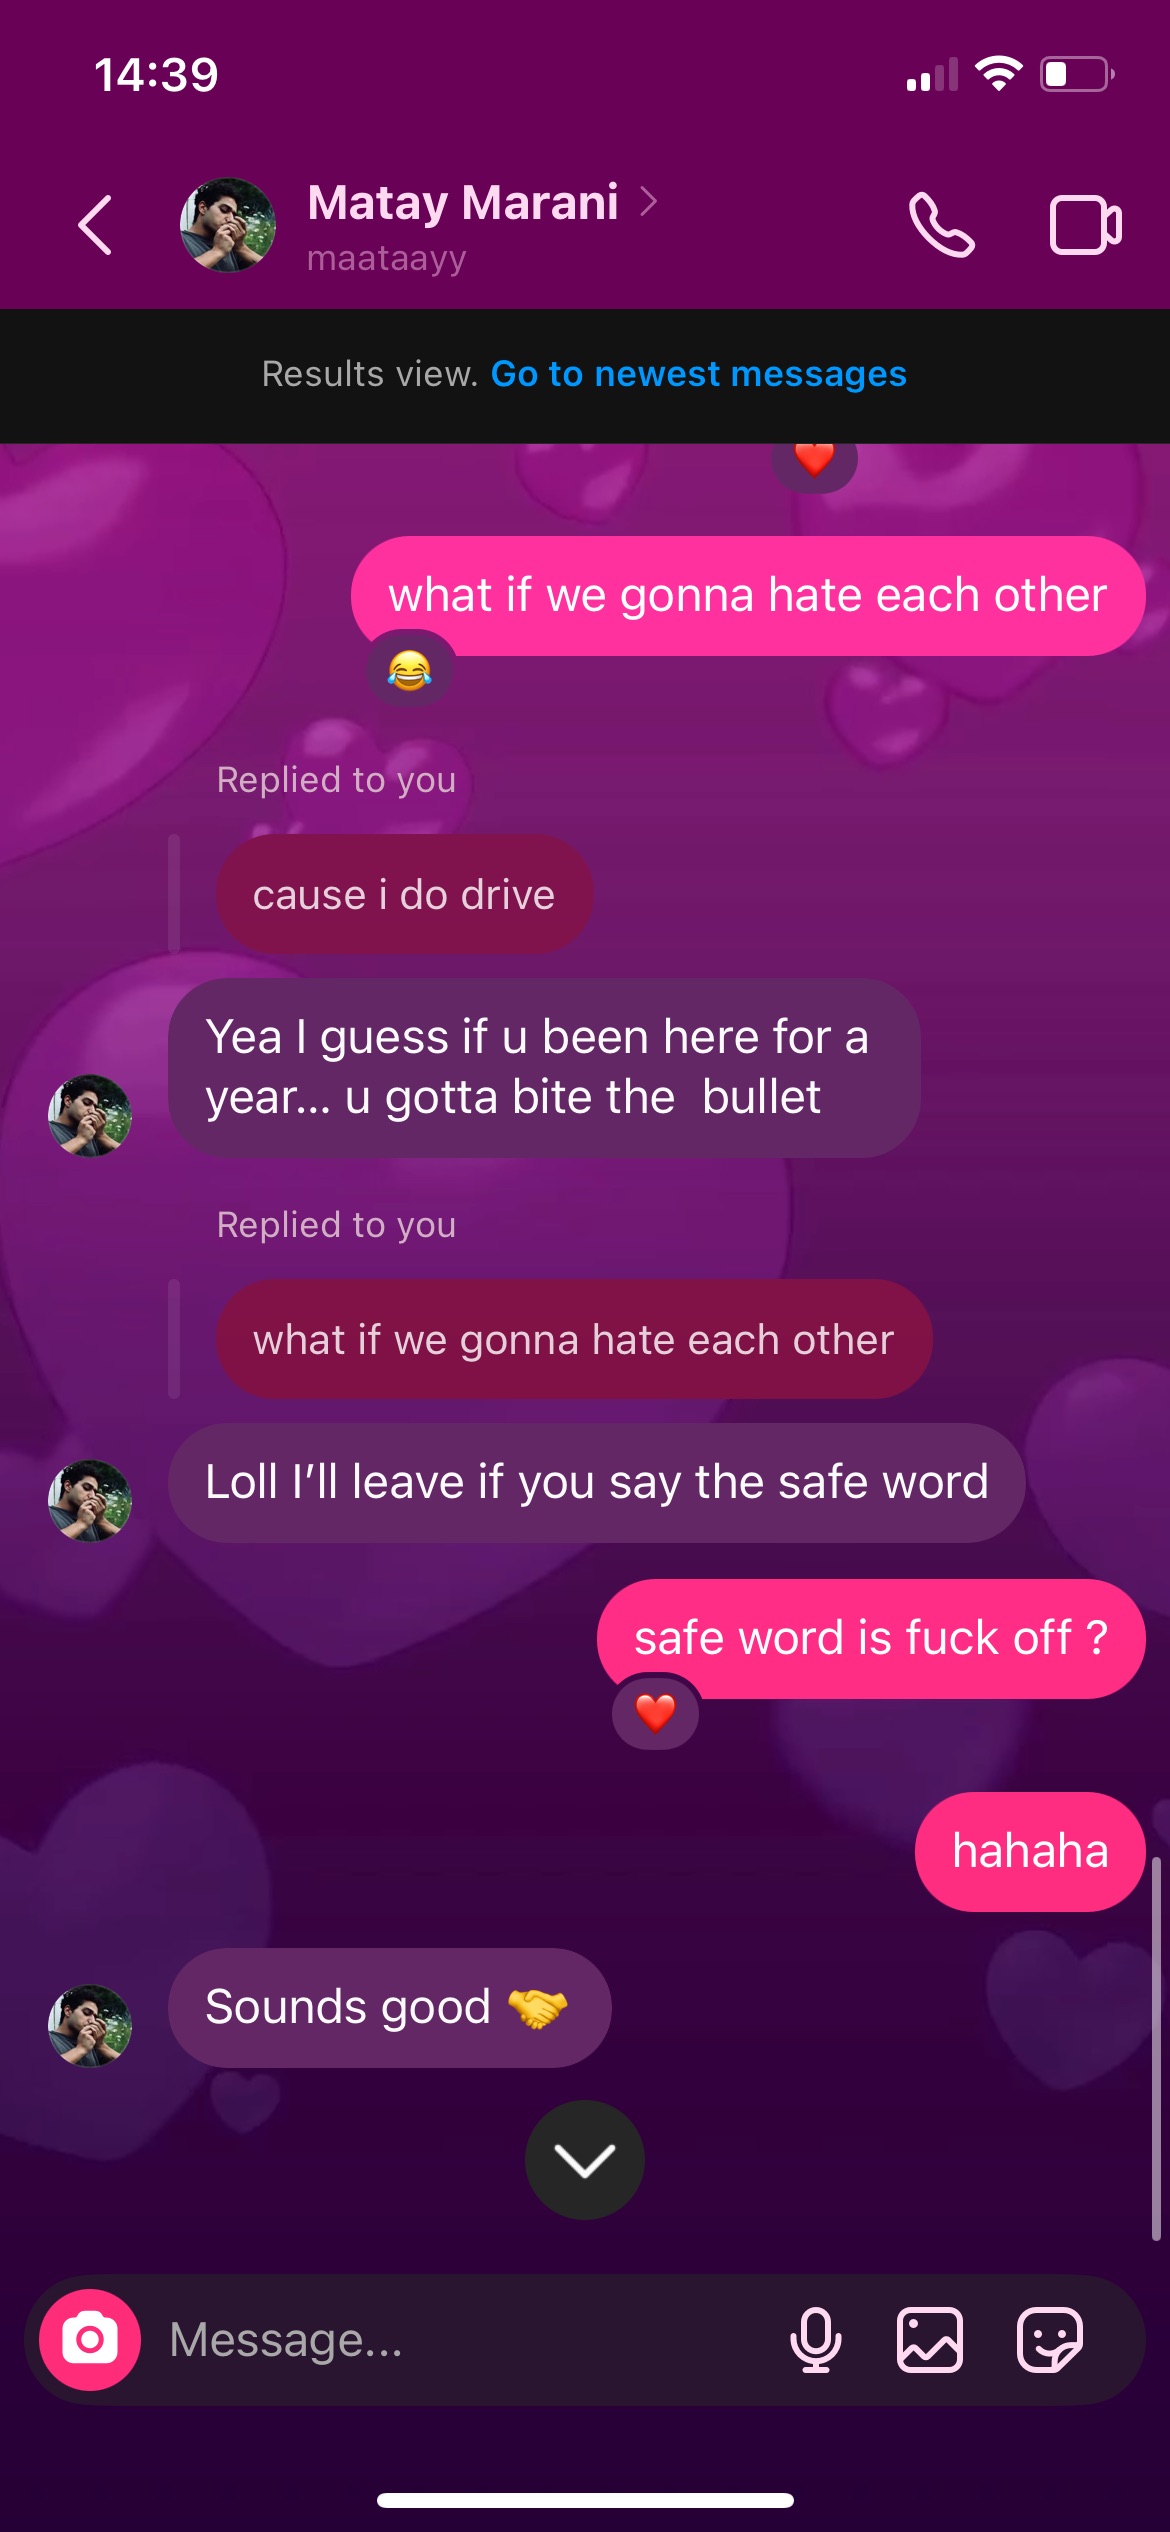 14:39
Matay Marani
maataayy
Results view. Go to newest messages
what if we gonna hate each other
Replied to you
cause i do drive
Yea I guess if u been here for a
year... u gotta bite the  bullet
Replied to you
what if we gonna hate each other
Loll I’ll leave if you say the safe word
safe word is fuck off ?
hahaha
Sounds good 🤝
Message...